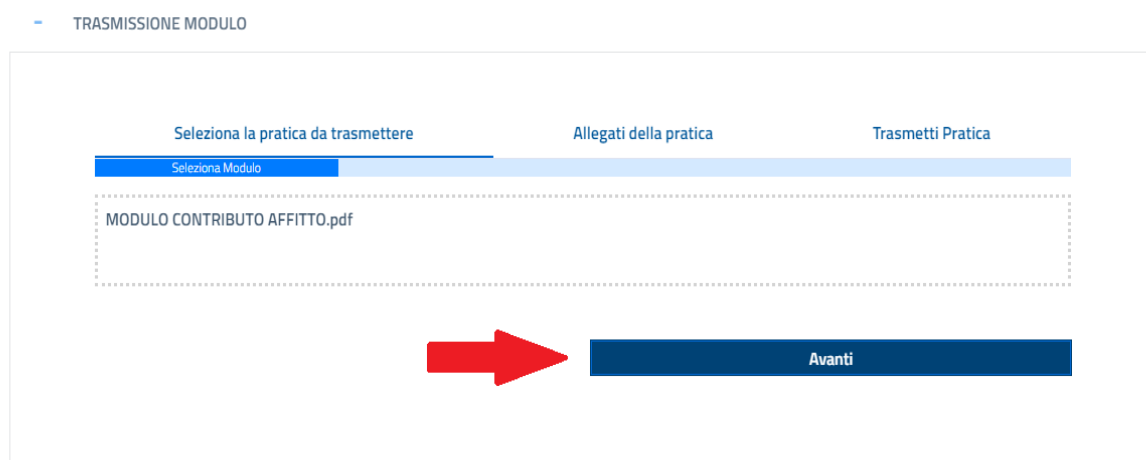 - TRASMISSIONE MODULO
Seleziona la pratica da trasmettere Allegati della pratica Trasmetti Pratica
Seleziona Modulo
MODULO CONTRIBUTO AFFITTO.pdf
Avanti